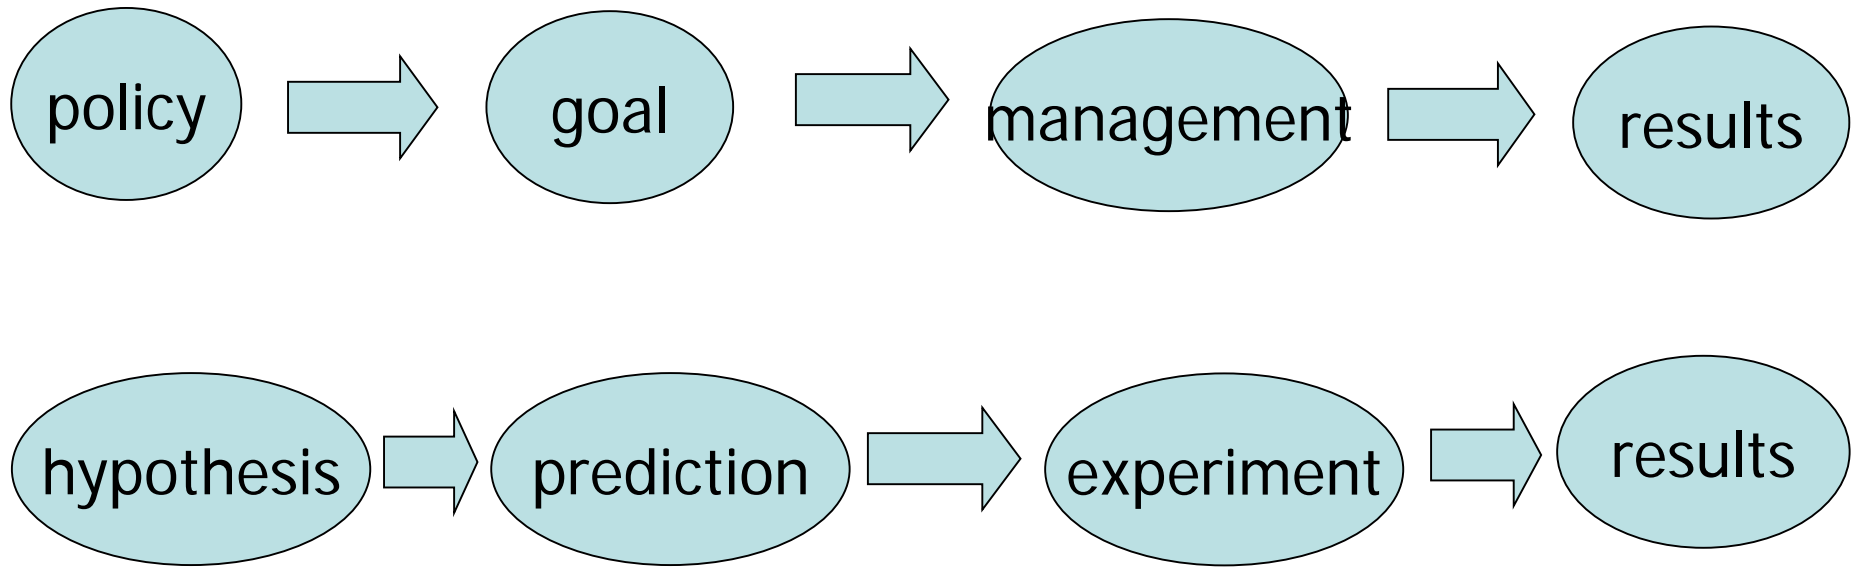 policy goal management results
hypothesis prediction experiment results